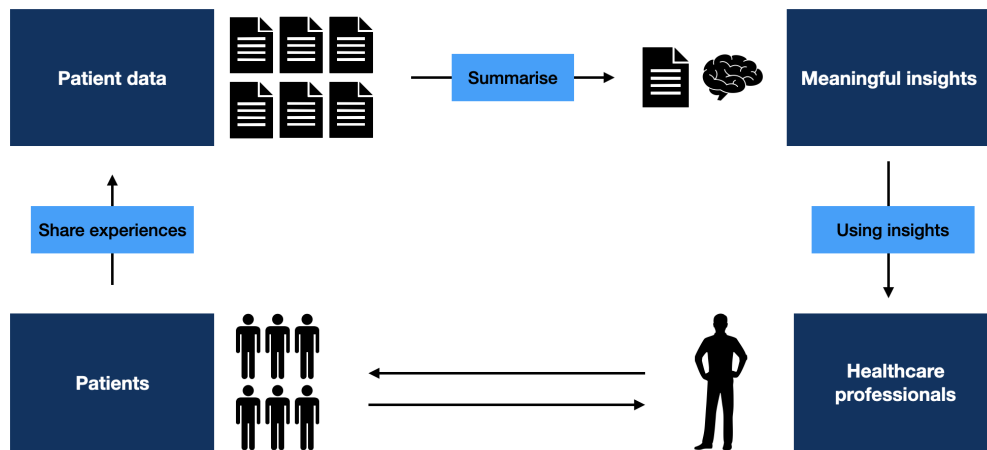 Patient data
Summarise
Meaningful insights
Share experiences
Using insights
Patients
Healthcare
professionals